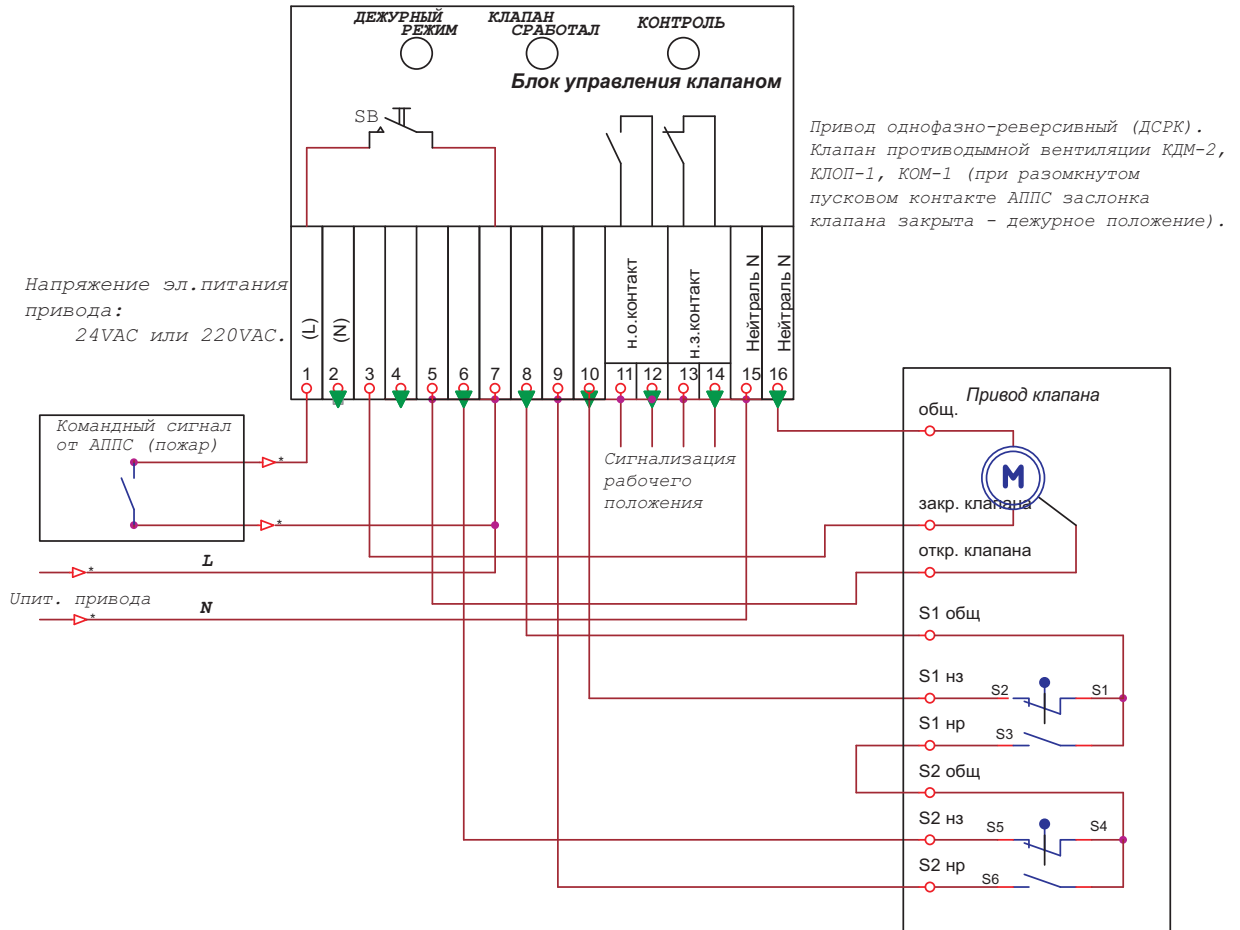 ДЕЖУРНЫЙ
РЕЖИМ
КЛАПАН
СРАБОТАЛ
КОНТРОЛЬ
Блок управления клапаном
SB
Привод однофазно-реверсивный (ДСРК).
Клапан противодымной вентиляции КДМ-2,
КЛОП-1, КОМ-1 (при разомкнутом
пусковом контакте АППС заслонка
клапана закрыта - дежурное положение).
Напряжение эл.питания
привода:
24VAC или 220VAC.
(L)
(N)
н.о.контакт
н.з.контакт
Нейтраль N
Нейтраль N
1 2 3 4 5 6 7 8 9 10 11 12 13 14 15 16
Командный сигнал
от АППС (пожар)
*
*
Сигнализация
рабочего
положения
L
*
Uпит. привода
N
*
Привод клапана
общ.
M
закр. клапана
откр. клапана
S1 общ
S1 нз
S2 S1
S1 нр
S3
S2 общ
S2 нз
S5 S4
S2 нр
S6